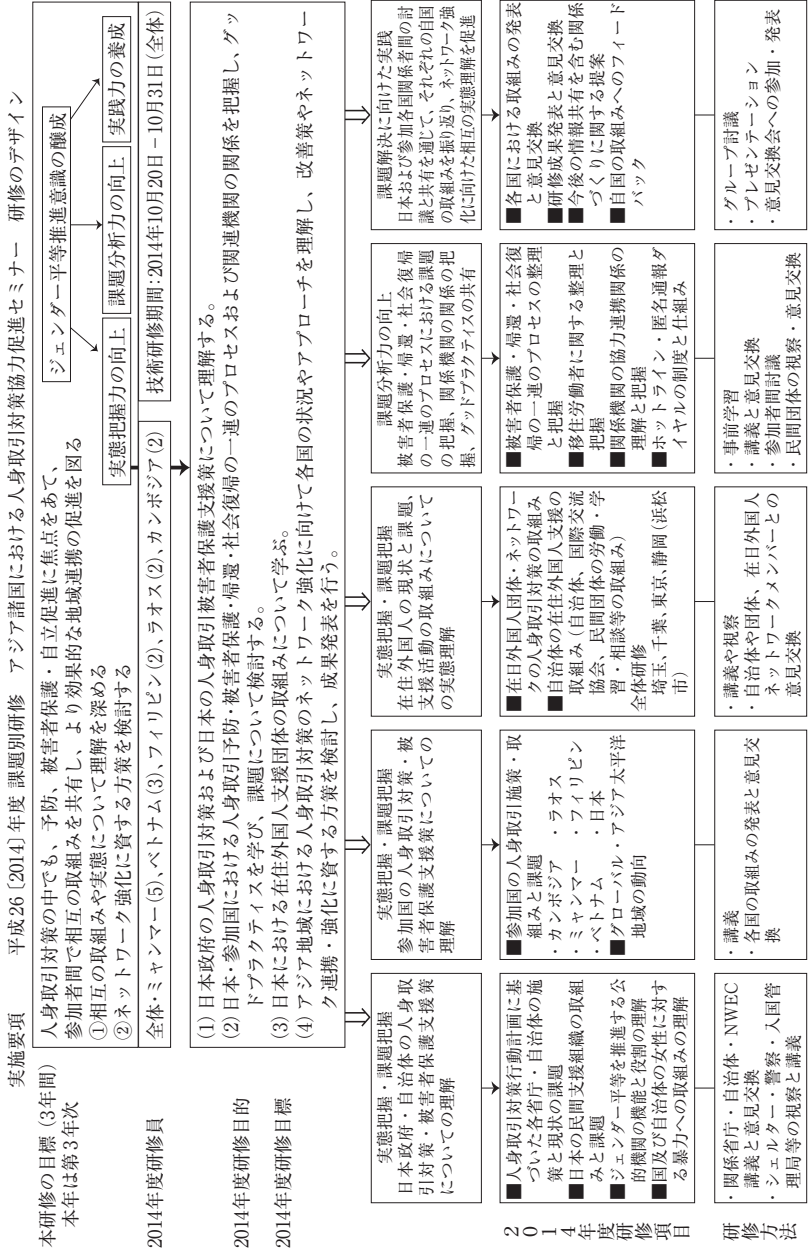 実施要項　平成26〔2014〕年度 課題別研修　アジア諸国における人身取引対策協力促進セミナー　研修のデザイン
本研修の目標（3年間）
本年は第3年次
人身取引対策の中でも、予防、被害者保護・自立促進に焦点をあて、
参加者間で相互の取組みを共有し、より効果的な地域連携の促進を図る
①相互の取組みや実態について理解を深める
②ネットワーク強化に資する方策を検討する
ジェンダー平等推進意識の醸成
実態把握力の向上
課題分析力の向上
実践力の養成
2014年度研修員
全体・ミャンマー（5）、ベトナム（3）、フィリピン（2）、ラオス（2）、カンボジア（2）
技術研修期間：2014年10月20日－10月31日（全体）
2014年度研修目的
2014年度研修目標
(1) 日本政府の人身取引対策および日本の人身取引被害者保護支援策について理解する。
(2) 日本・参加国における人身取引予防・被害者保護・帰還・社会復帰の一連のプロセスおよび関連機関の関係を把握し、グッ
ドプラクティスを学び、課題について検討する。
(3) 日本における在住外国人支援団体の取組みについて学ぶ。
(4) アジア地域における人身取引対策のネットワーク強化に向けて各国の状況やアプローチを理解し、改善策やネットワー
ク連携・強化に資する方策を検討し、成果発表を行う。
実態把握・課題把握
日本政府・自治体の人身取
引対策・被害者保護支援策
についての理解
実態把握・課題把握
参加国の人身取引対策・被
害者保護支援策についての
理解
実態把握・課題把握
在住外国人の現状と課題、
支援活動の取組みについて
の実態理解
課題分析力の向上
被害者保護・帰還・社会復帰
の一連のプロセスにおける課題
の把握、関係機関の関係の把
握、グッドプラクティスの共有
課題解決に向けた実践
日本および参加各国関係者間の討
議と共有を通じて、それぞれの自国
の取組みを振り返り、ネットワーク強
化に向けた相互の実態理解を促進
2014年度研修項目
■人身取引対策行動計画に基
づいた各省庁・自治体の施
策と現状の課題
■日本の民間支援組織の取組
みと課題
■ジェンダー平等を推進する公
的機関の機能と役割の理解
■国及び自治体の女性に対す
る暴力への取組みの理解
■参加国の人身取引施策・取
組みと課題
・カンボジア　・ラオス
・ミャンマー　・フィリピン
・ベトナム　・日本
■グローバル・アジア太平洋
地域の動向
■在日外国人団体・ネットワー
クの人身取引対策の取組み
■自治体の在住外国人支援の
取組み（自治体、国際交流
協会、民間団体の労働・学
習・相談等の取組み）
全体研修
埼玉、千葉、東京、静岡（浜松
市）
■被害者保護・帰還・社会復
帰の一連のプロセスの整理
と把握
■移住労働者に関する整理と
把握
■関係機関の協力連携関係の
理解と把握
■ホットライン・匿名通報ダ
イヤルの制度と仕組み
■各国における取組みの発表
と意見交換
■研修成果発表と意見交換
■今後の情報共有を含む関係
づくりに関する提案
■自国の取組みへのフィード
バック
研修方法
・関係省庁・自治体・NWEC
講義と意見交換
・シェルター・警察・入国管
理局等の視察と講義
・講義
・各国の取組みの発表と意見交
換
・講義や視察
・自治体や団体、在日外国人
ネットワークメンバーとの
意見交換
・事前学習
・講義と意見交換
・参加者間討議
・民間団体の視察・意見交換
・グループ討議
・プレゼンテーション
・意見交換会への参加・発表